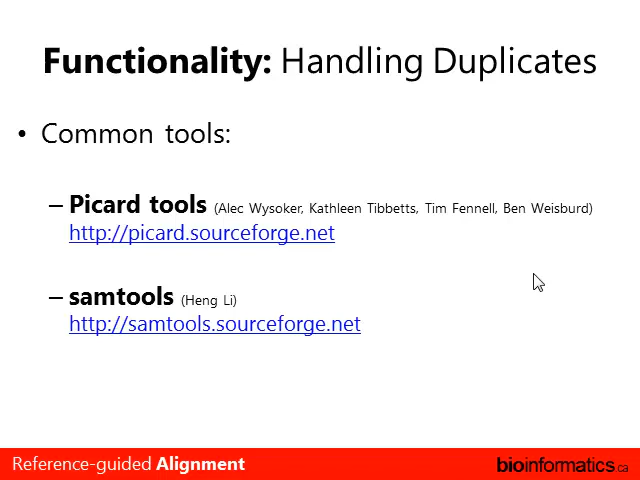 Functionality: Handling Duplicates
• Common tools:
– Picard tools (Alec Wysoker, Kathleen Tibbetts, Tim Fennell, Ben Weisburd)
http://picard.sourceforge.net
– samtools (Heng Li)
http://samtools.sourceforge.net
Reference-guided Alignment
bioinformatics.ca